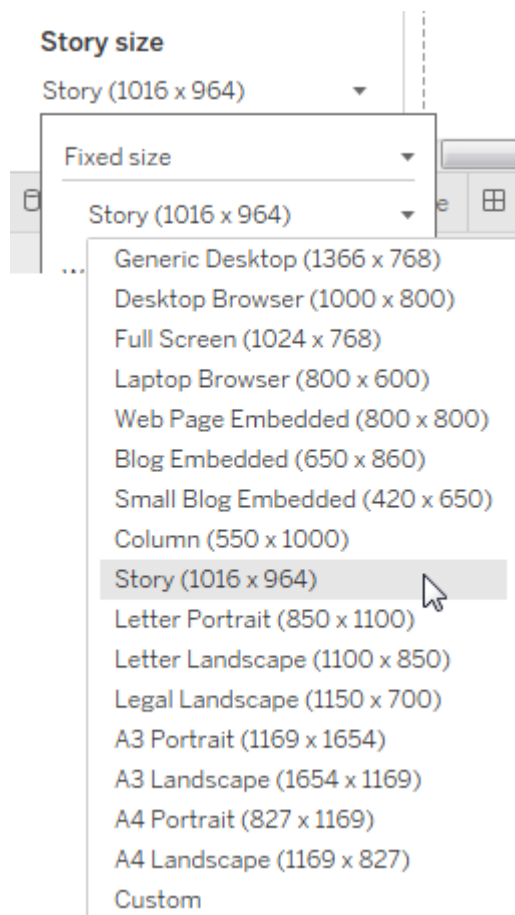 Story size
Story (1016 x 964)
Fixed size
Story (1016 x 964)
e
Generic Desktop (1366 x 768)
Desktop Browser (1000 x 800)
Full Screen (1024 x 768)
Laptop Browser (800 x 600)
Web Page Embedded (800 x 800)
Blog Embedded (650 x 860)
Small Blog Embedded (420 x 650)
Column (550 x 1000)
Story (1016 x 964)
Letter Portrait (850 x 1100)
Letter Landscape (1100 x 850)
Legal Landscape (1150 x 700)
A3 Portrait (1169 x 1654)
A3 Landscape (1654 x 1169)
A4 Portrait (827 x 1169)
A4 Landscape (1169 x 827)
Custom